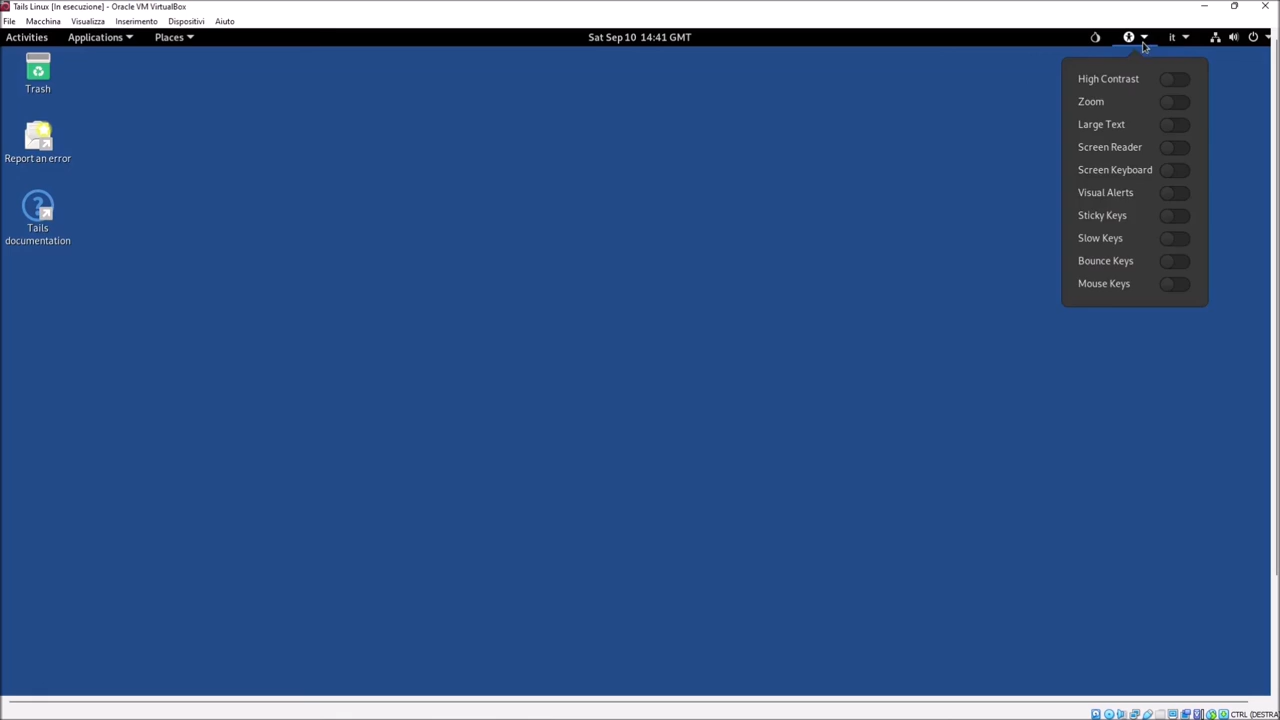 Tails Linux [In esecuzione] - Oracle VM VirtualBox
File Macchina Visualizza Inserimento Dispositivi Aiuto
Activities Applications Places Sat Sep 10 14:41 GMT it
Trash
Report an error
Tails
documentation
High Contrast
Zoom
Large Text
Screen Reader
Screen Keyboard
Visual Alerts
Sticky Keys
Slow Keys
Bounce Keys
Mouse Keys
CTRL (DESTRA